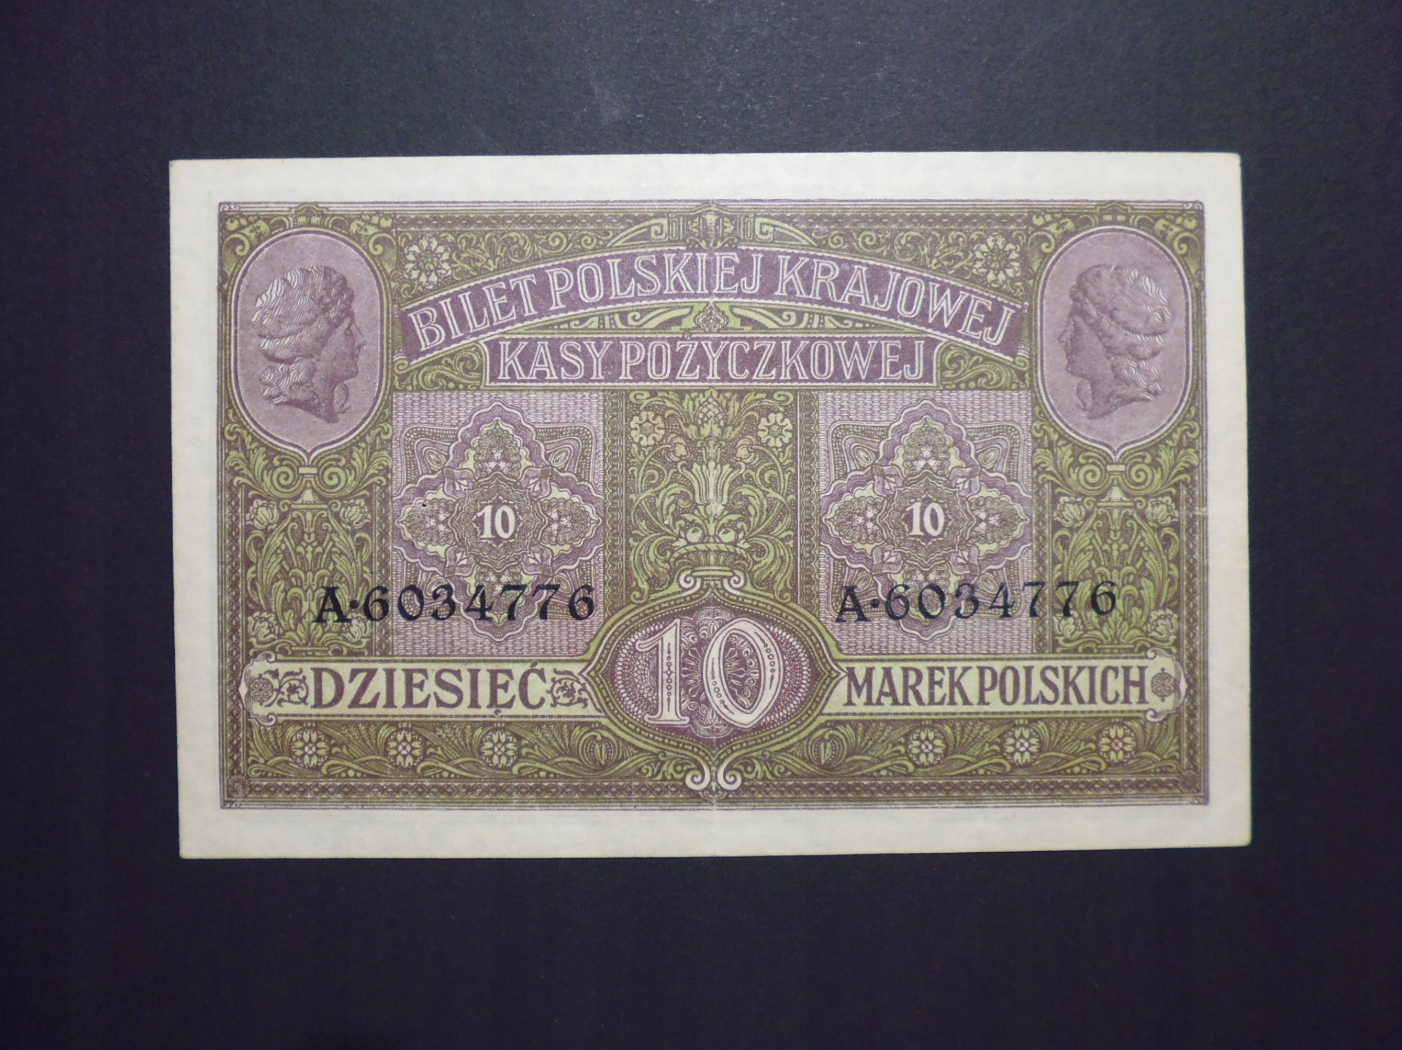 BILET POLSKIEJ KRAJOWEJ
KASY POŻYCZKOWEJ
10 10
A·6034776 A·6034776
DZIESIĘĆ 10 MAREK POLSKICH